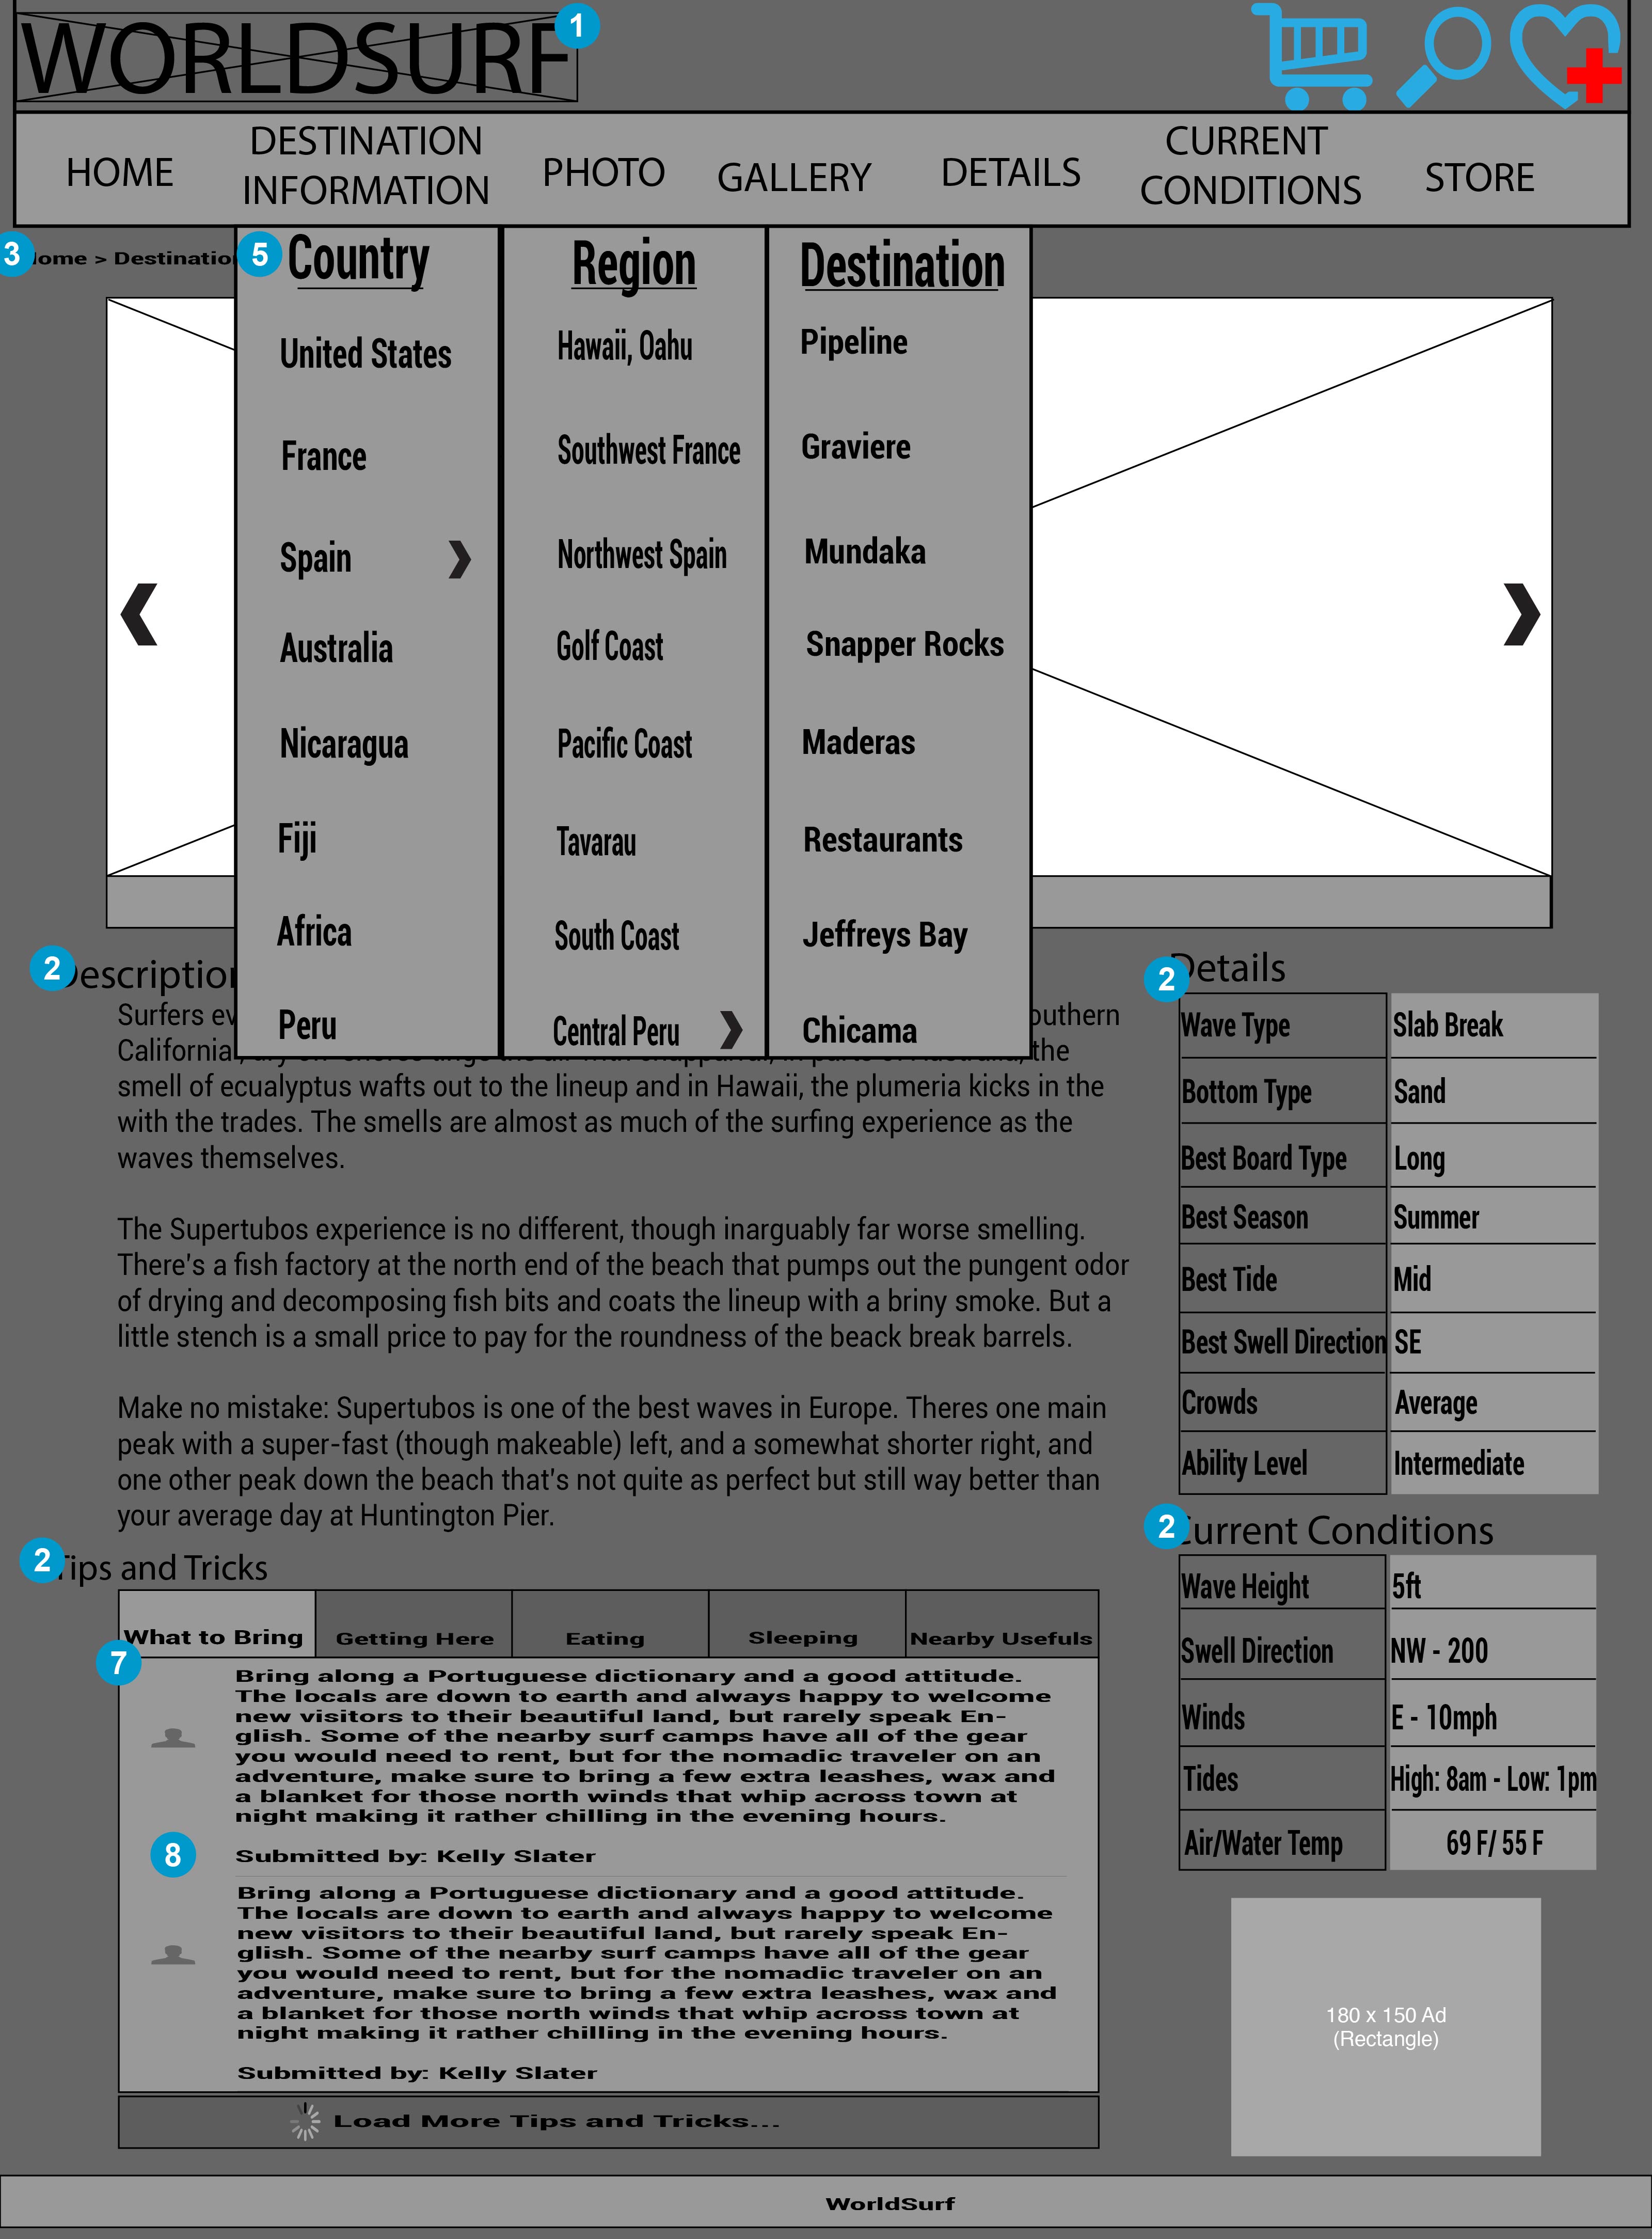 WORLDSURF
1
HOME
DESTINATION
INFORMATION
PHOTO
GALLERY
DETAILS
CURRENT
CONDITIONS
STORE
3
ome > Destinatio
5
Country
Region
Destination
United States
Hawaii, Oahu
Pipeline
France
Southwest France
Graviere
Spain
Northwest Spain
Mundaka
Australia
Golf Coast
Snapper Rocks
Nicaragua
Pacific Coast
Maderas
Fiji
Tavarau
Restaurants
Africa
South Coast
Jeffreys Bay
Peru
Central Peru
Chicama
2
Description
Surfers ev outhern
California, the
smell of ecualyptus wafts out to the lineup and in Hawaii, the plumeria kicks in the
with the trades. The smells are almost as much of the surfing experience as the
waves themselves.
The Supertubos experience is no different, though inarguably far worse smelling.
There's a fish factory at the north end of the beach that pumps out the pungent odor
of drying and decomposing fish bits and coats the lineup with a briny smoke. But a
little stench is a small price to pay for the roundness of the beack break barrels.
Make no mistake: Supertubos is one of the best waves in Europe. Theres one main
peak with a super-fast (though makeable) left, and a somewhat shorter right, and
one other peak down the beach that's not quite as perfect but still way better than
your average day at Huntington Pier.
2
Details
Wave Type Slab Break
Bottom Type Sand
Best Board Type Long
Best Season Summer
Best Tide Mid
Best Swell Direction SE
Crowds Average
Ability Level Intermediate
2
Current Conditions
Wave Height 5ft
Swell Direction NW - 200
Winds E - 10mph
Tides High: 8am - Low: 1pm
Air/Water Temp 69 F/ 55 F
2
Tips and Tricks
What to Bring
Getting Here
Eating
Sleeping
Nearby Usefuls
7
Bring along a Portuguese dictionary and a good attitude.
The locals are down to earth and always happy to welcome
new visitors to their beautiful land, but rarely speak En-
glish. Some of the nearby surf camps have all of the gear
you would need to rent, but for the nomadic traveler on an
adventure, make sure to bring a few extra leashes, wax and
a blanket for those north winds that whip across town at
night making it rather chilling in the evening hours.
8
Submitted by: Kelly Slater
Bring along a Portuguese dictionary and a good attitude.
The locals are down to earth and always happy to welcome
new visitors to their beautiful land, but rarely speak En-
glish. Some of the nearby surf camps have all of the gear
you would need to rent, but for the nomadic traveler on an
adventure, make sure to bring a few extra leashes, wax and
a blanket for those north winds that whip across town at
night making it rather chilling in the evening hours.
Submitted by: Kelly Slater
Load More Tips and Tricks...
180 x 150 Ad
(Rectangle)
WorldSurf